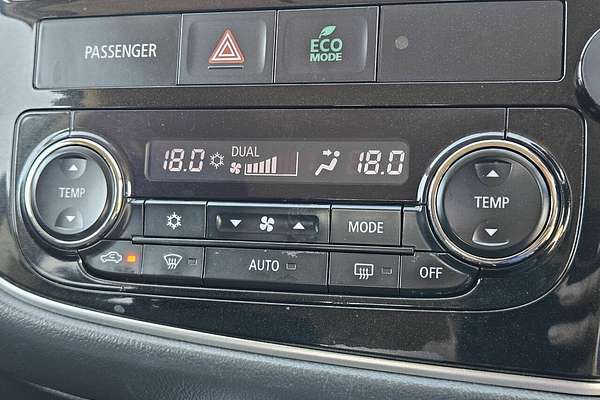 PASSENGER
ECO
MODE
DUAL
18.0
18.0
TEMP
TEMP
MODE
AUTO
OFF